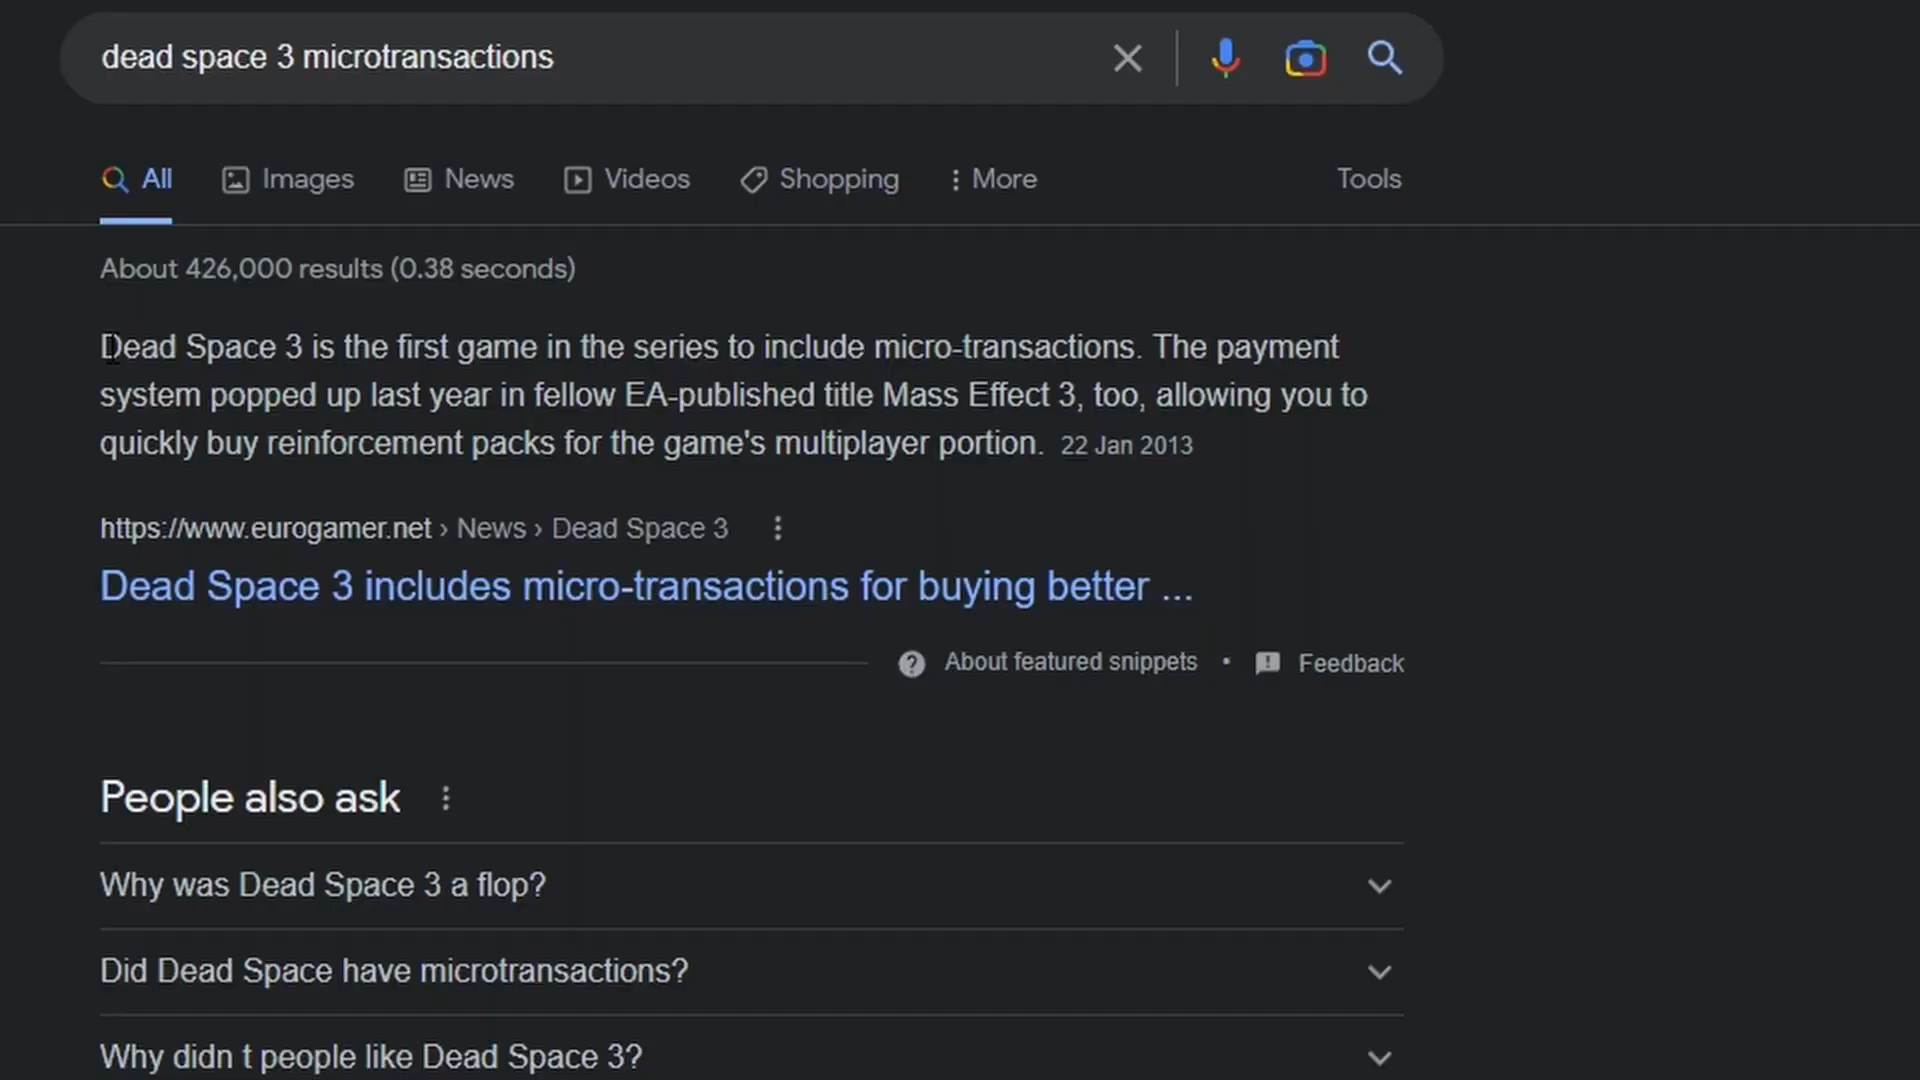 dead space 3 microtransactions
All Images News Videos Shopping More Tools
About 426,000 results (0.38 seconds)
Dead Space 3 is the first game in the series to include micro-transactions. The payment
system popped up last year in fellow EA-published title Mass Effect 3, too, allowing you to
quickly buy reinforcement packs for the game's multiplayer portion. 22 Jan 2013
https://www.eurogamer.net › News › Dead Space 3
Dead Space 3 includes micro-transactions for buying better ...
About featured snippets • Feedback
People also ask
Why was Dead Space 3 a flop?
Did Dead Space have microtransactions?
Why didn t people like Dead Space 3?